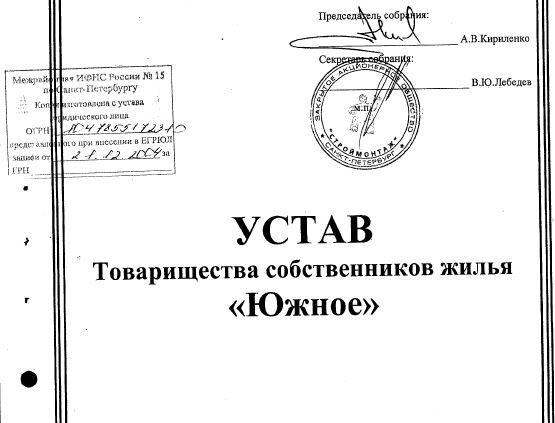 Председатель собрания:
А.В.Кириленко
Секретарь собрания:
В.Ю.Лебедев
м.п.
ЗАКРЫТОЕ АКЦИОНЕРНОЕ ОБЩЕСТВО
"СТРОЙМОНТАЖ"
САНКТ-ПЕТЕРБУРГ
Межрайонная ИФНС России № 15
по Санкт-Петербургу
Копия изготовлена с устава
юридического лица
ОГРН
представленного при внесении в ЕГРЮЛ
записи от 21.12.2004 за
ГРН
УСТАВ
Товарищества собственников жилья
«Южное»